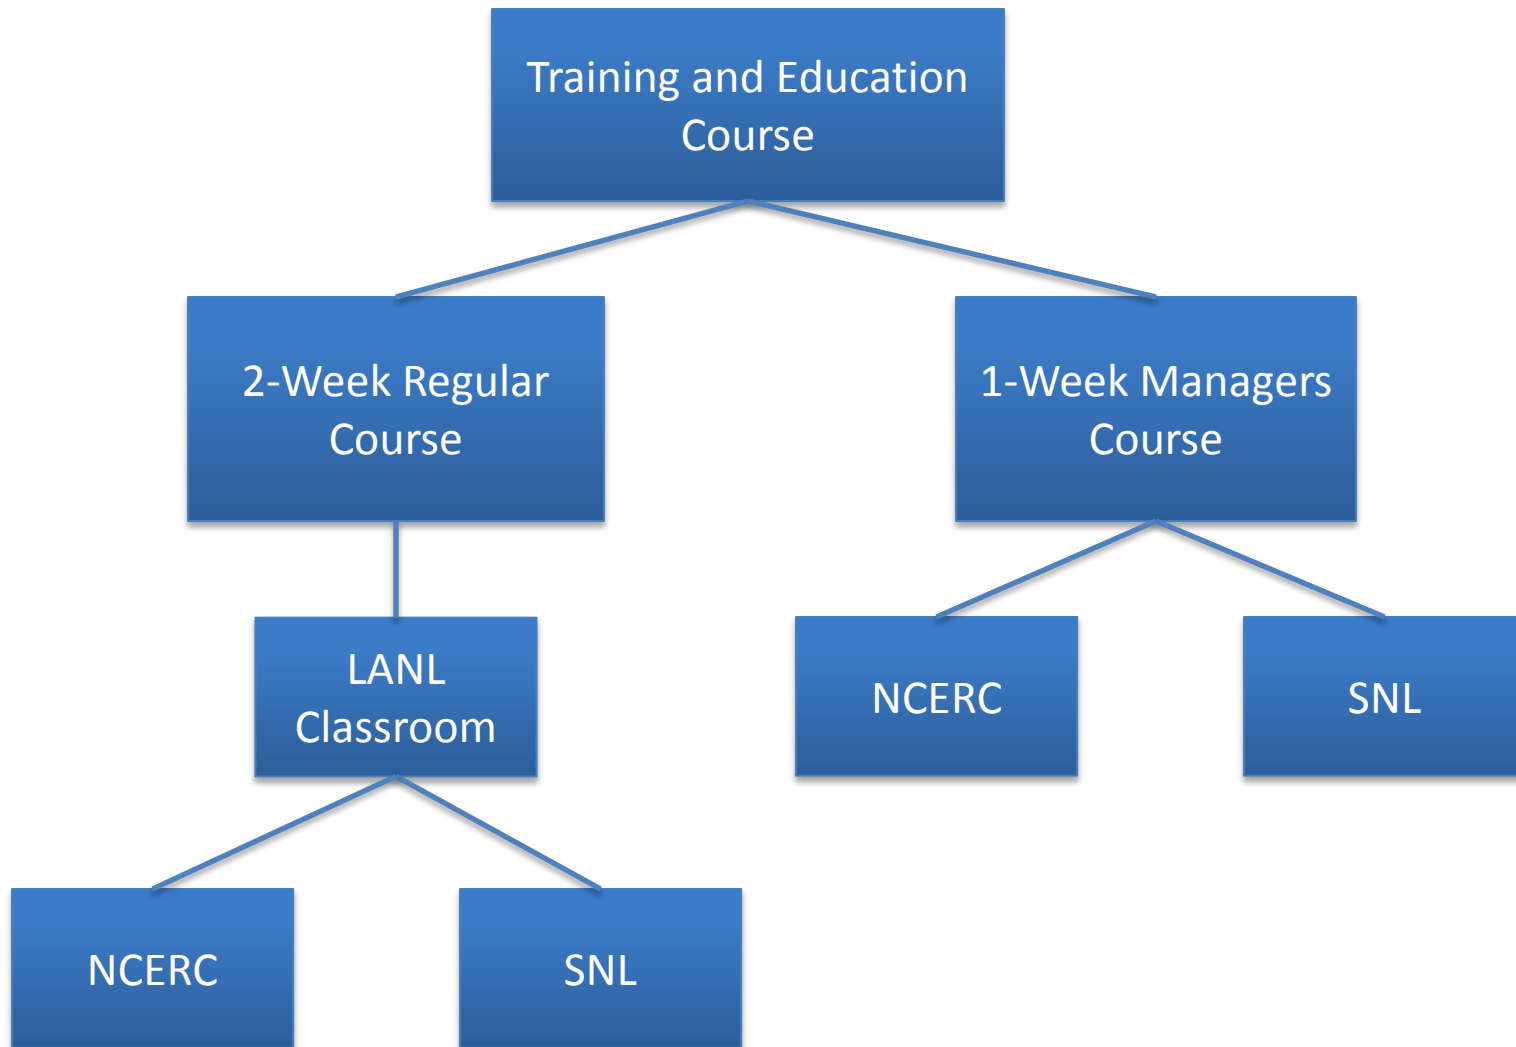 Training and Education
Course
2-Week Regular
Course
1-Week Managers
Course
LANL
Classroom
NCERC
SNL
NCERC
SNL